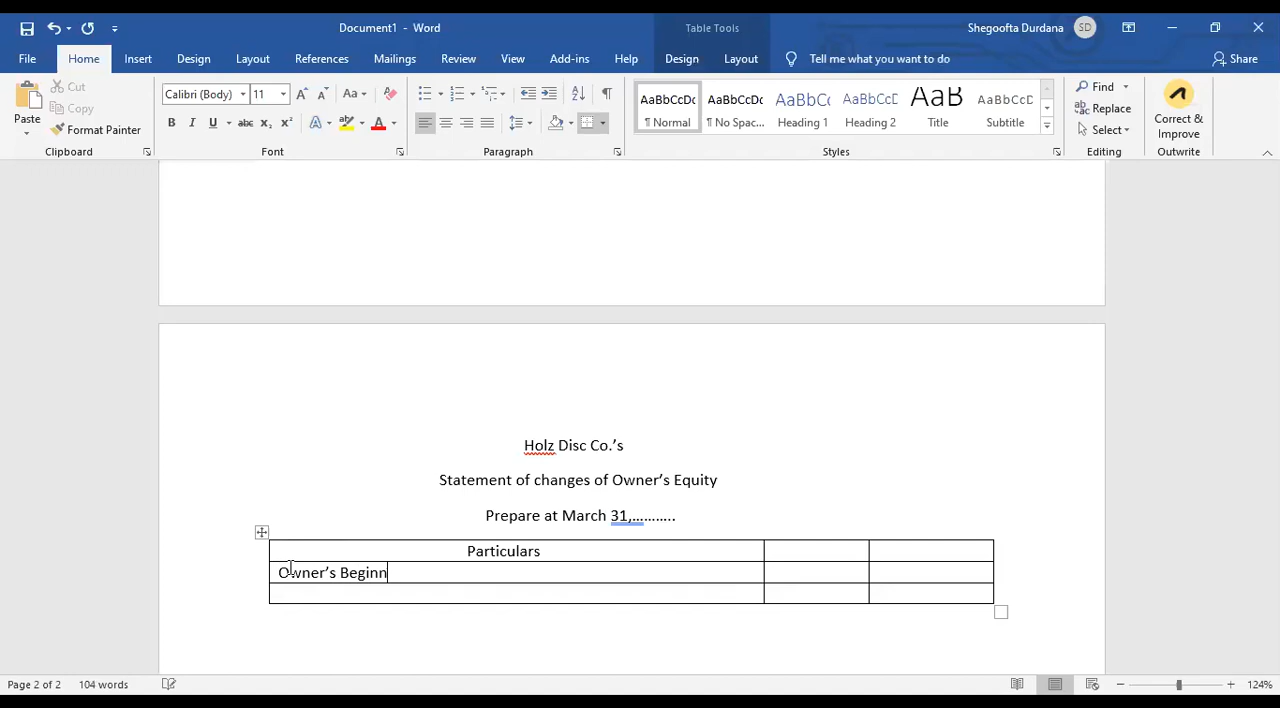 Document1 - Word
Table Tools
Shegoofta Durdana
SD
File
Home
Insert
Design
Layout
References
Mailings
Review
View
Add-ins
Help
Design
Layout
Tell me what you want to do
Share
Paste
Cut
Copy
Format Painter
Clipboard
Calibri (Body)
11
Font
Paragraph
AaBbCcDc
¶ Normal
AaBbCcDc
¶ No Spac...
AaBbCc
Heading 1
AaBbCcD
Heading 2
AaB
Title
AaBbCcD
Subtitle
Styles
Find
Replace
Select
Editing
Correct &
Improve
Outwrite
Holz Disc Co.’s
Statement of changes of Owner’s Equity
Prepare at March 31,………..
Particulars
Owner’s Beginn
Page 2 of 2
104 words
124%